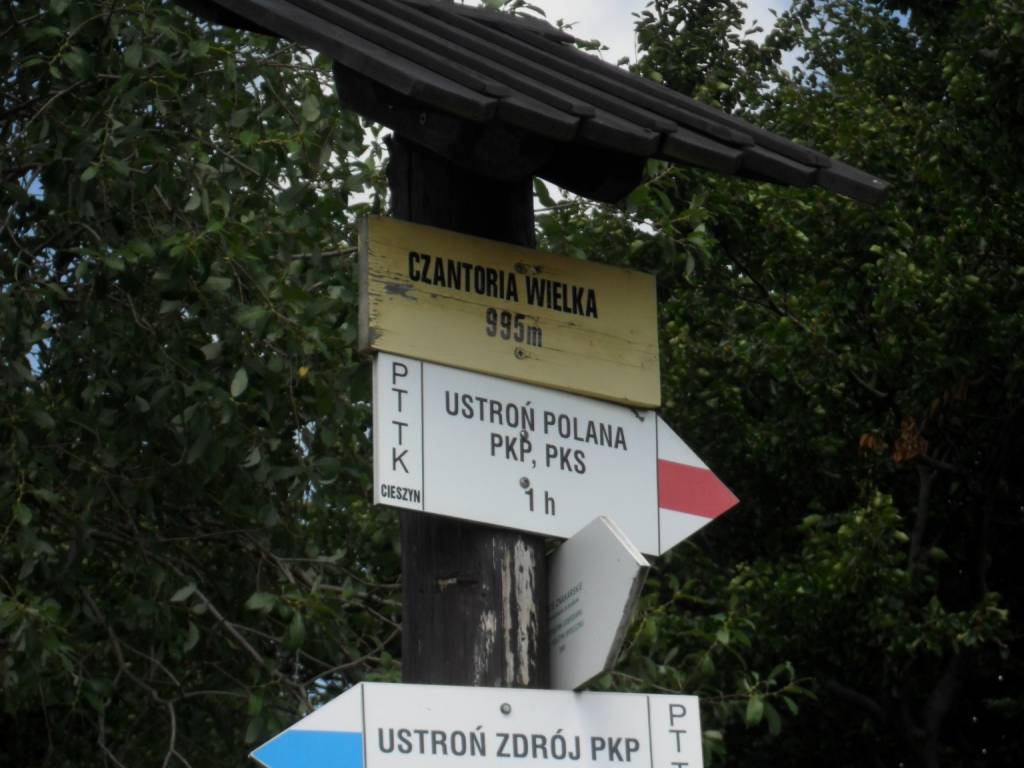 CZANTORIA WIELKA
995m
PTTK
CIESZYN
USTROŃ POLANA
PKP, PKS
1 h
USTROŃ ZDRÓJ PKP
PTT